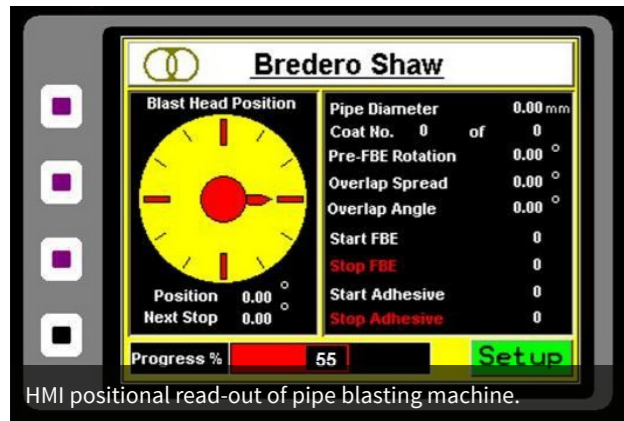 Bredero Shaw
Blast Head Position
Position 0.00 °
Next Stop 0.00 °
Pipe Diameter 0.00 mm
Coat No. 0 of 0
Pre-FBE Rotation 0.00 °
Overlap Spread 0.00 °
Overlap Angle 0.00 °
Start FBE 0
Stop FBE 0
Start Adhesive 0
Stop Adhesive 0
Progress % 55
Setup
HMI positional read-out of pipe blasting machine.